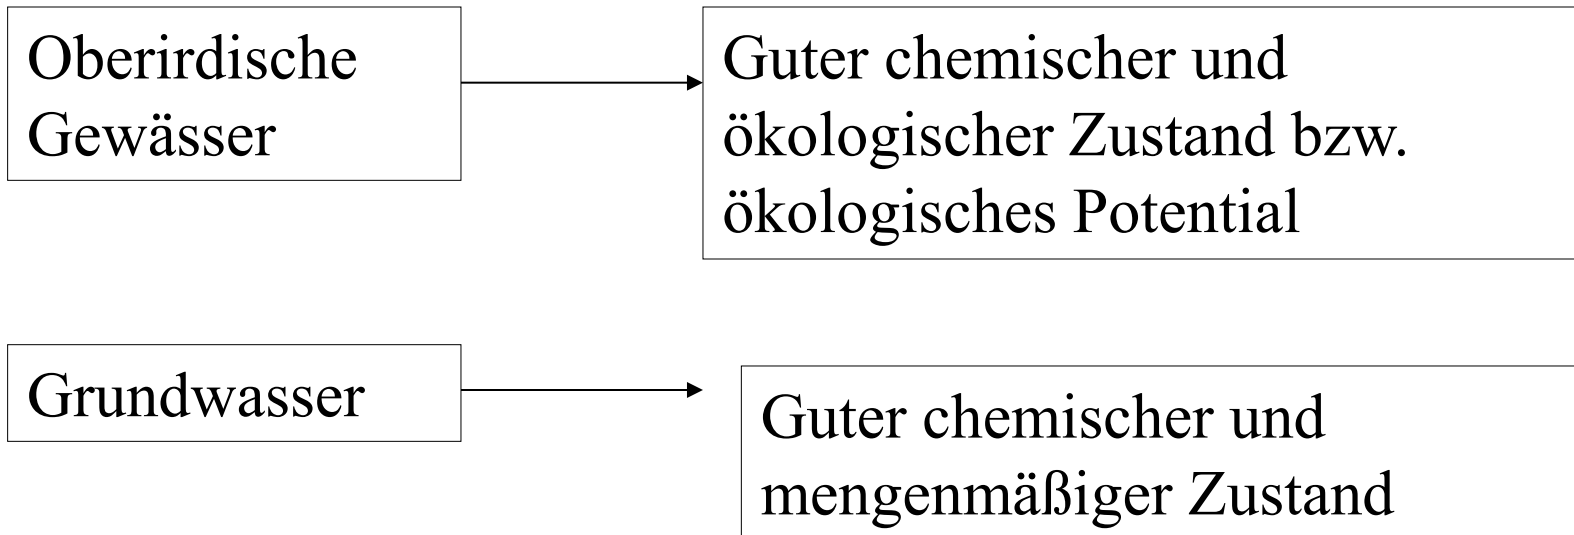 Oberirdische
Gewässer
Guter chemischer und
ökologischer Zustand bzw.
ökologisches Potential
Grundwasser
Guter chemischer und
mengenmäßiger Zustand